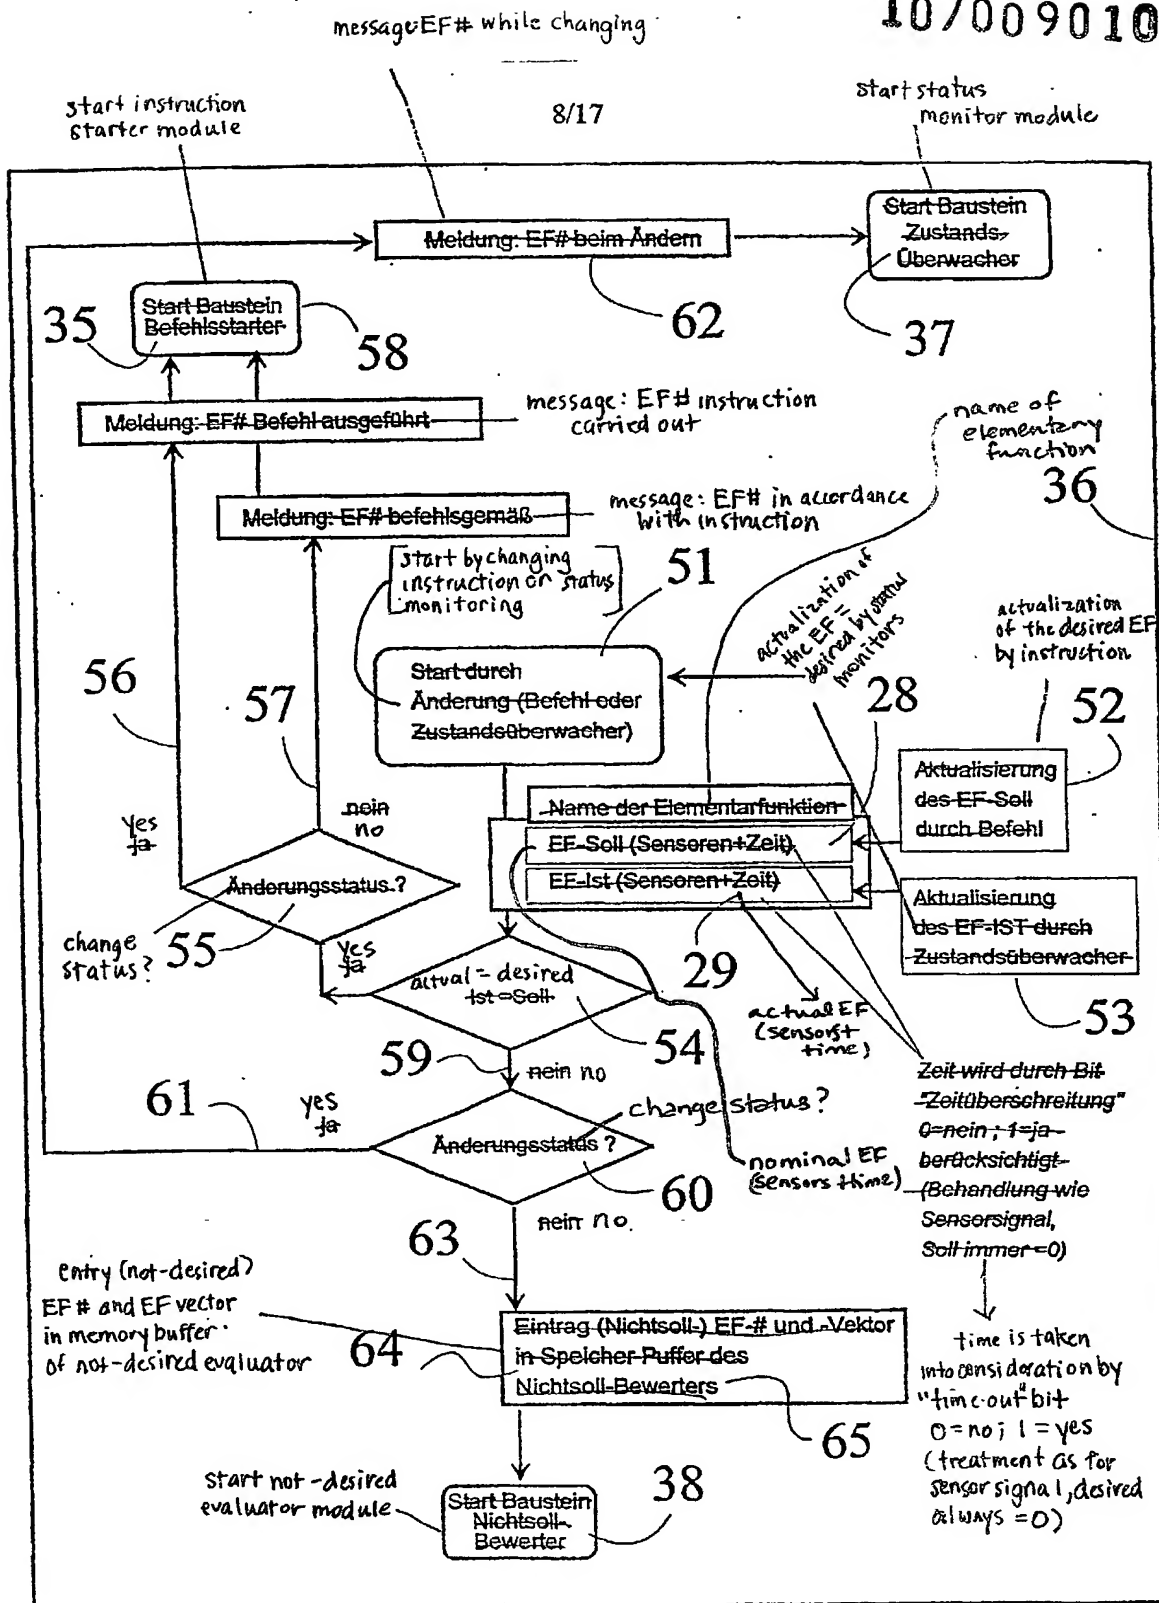 message: EF# while changing
10/009010
8/17
start instruction
starter module
start status
monitor module
Meldung: EF# beim Ändern
Start Baustein
Zustands-
Überwacher
Start Baustein
Befehlsstarter
35
58
62
37
Meldung: EF# Befehl ausgeführt
message: EF# instruction
carried out
name of
elementary
function
36
Meldung: EF# befehlsgemäß
message: EF# in accordance
with instruction
start by changing
instruction or status
monitoring
51
actualization of
the EF =
desired by status
monitors
actualization
of the desired EF
by instruction
Start durch
Änderung (Befehl oder
Zustandsüberwacher)
56
57
28
52
Name der Elementarfunktion
EF-Soll (Sensoren+Zeit)
EF-Ist (Sensoren+Zeit)
Aktualisierung
des EF-Soll
durch Befehl
Aktualisierung
des EF-IST durch
Zustandsüberwacher
yes
ja
nein
no
Änderungsstatus ?
change
status?
55
yes
ja
actual = desired
Ist=Soll
54
29
actual EF
(sensors+
time)
53
59
nein no
61
yes
ja
Änderungsstatus ?
change status?
60
nominal EF
(sensors+time)
Zeit wird durch Bit
"Zeitüberschreitung"
0=nein ; 1=ja
berücksichtigt
(Behandlung wie
Sensorsignal,
Soll immer =0)
nein no.
63
entry (not-desired)
EF# and EF vector
in memory buffer
of not-desired evaluator
64
Eintrag (Nichtsoll-) EF-# und -Vektor
in Speicher-Puffer des
Nichtsoll-Bewerters
65
time is taken
into consideration by
"time-out" bit
0=no; 1=yes
(treatment as for
sensor signal, desired
always =0)
start not-desired
evaluator module
Start Baustein
Nichtsoll-
Bewerter
38